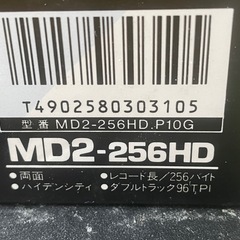 T4902580303105
型番 MD2-256HD.P10G
MD2-256HD
●両面 ●レコード長/256バイト
●ハイデンシティ ●ダブルトラック96TPI